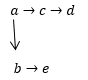 a → c → d
b → e